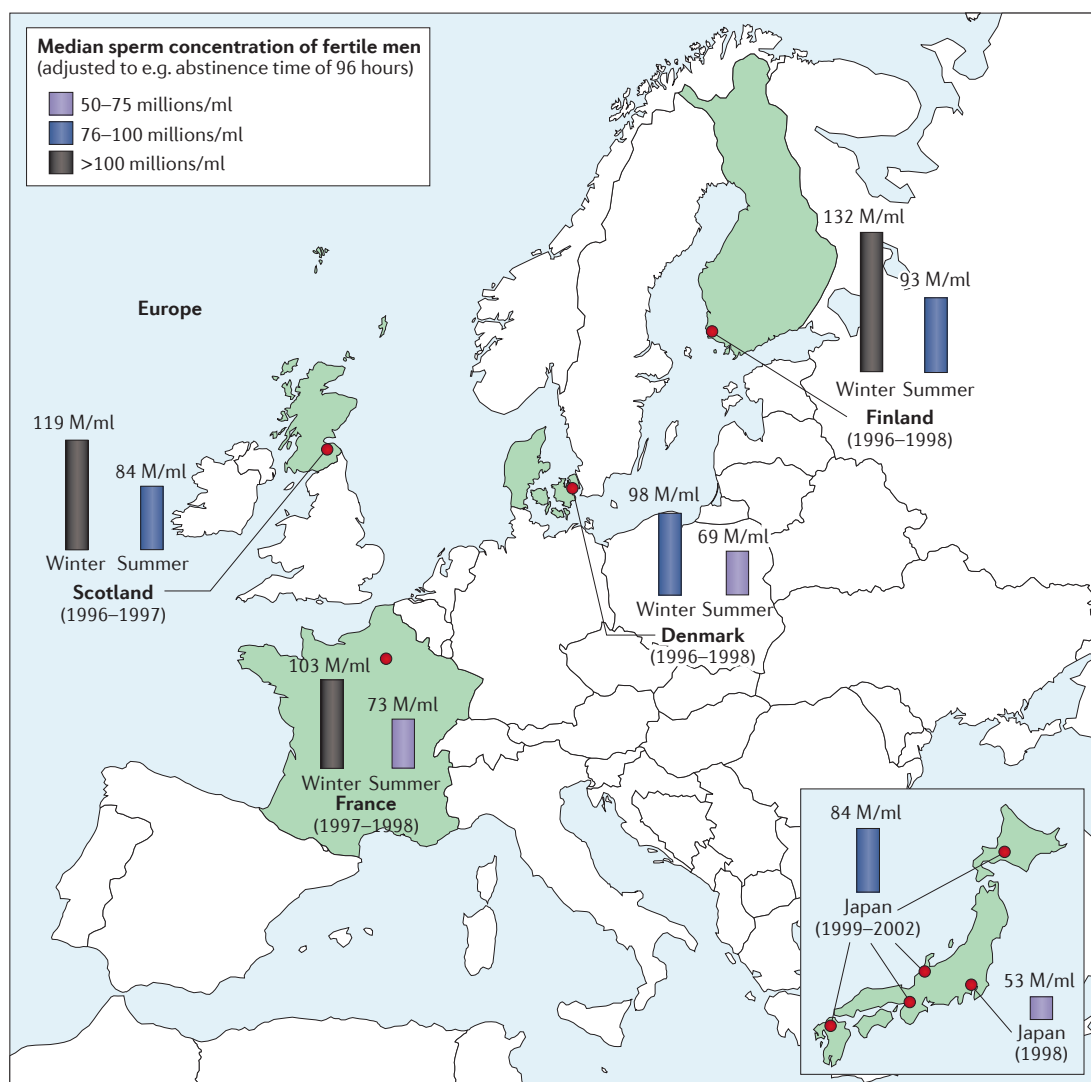 Median sperm concentration of fertile men
(adjusted to e.g. abstinence time of 96 hours)
50–75 millions/ml
76–100 millions/ml
>100 millions/ml
Europe
132 M/ml
93 M/ml
Winter Summer
Finland
(1996–1998)
119 M/ml
84 M/ml
Winter Summer
Scotland
(1996–1997)
98 M/ml
69 M/ml
Winter Summer
Denmark
(1996–1998)
103 M/ml
73 M/ml
Winter Summer
France
(1997–1998)
84 M/ml
Japan
(1999–2002)
53 M/ml
Japan
(1998)